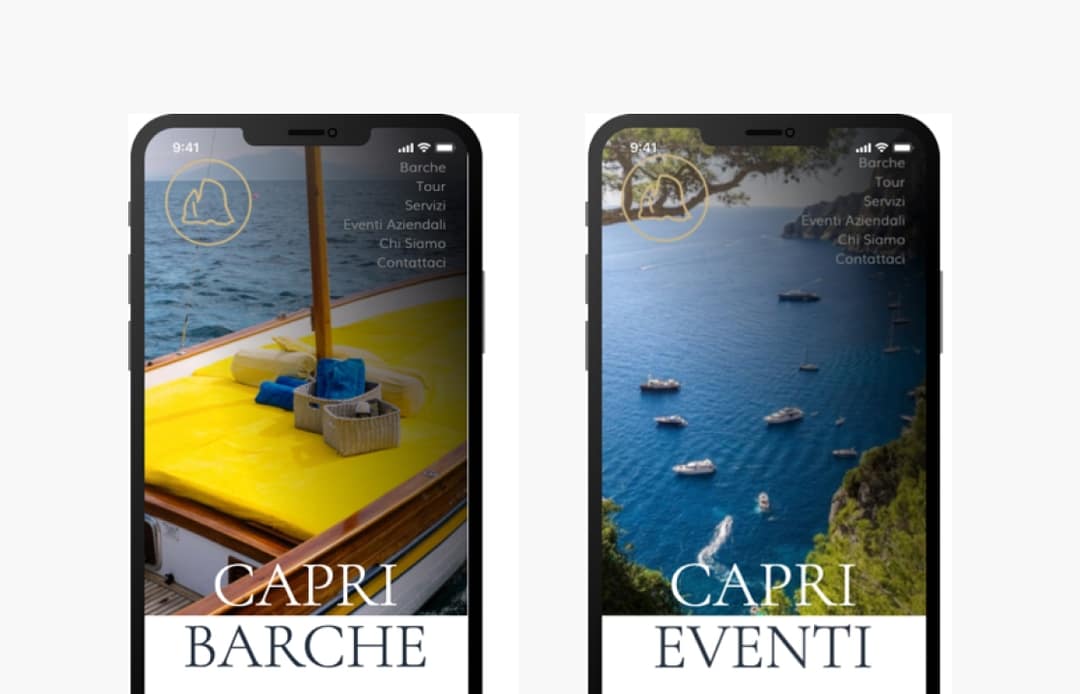 9:41
Barche
Tour
Servizi
Eventi Aziendali
Chi Siamo
Contattaci
CAPRI
BARCHE
9:41
Barche
Tour
Servizi
Eventi Aziendali
Chi Siamo
Contattaci
CAPRI
EVENTI